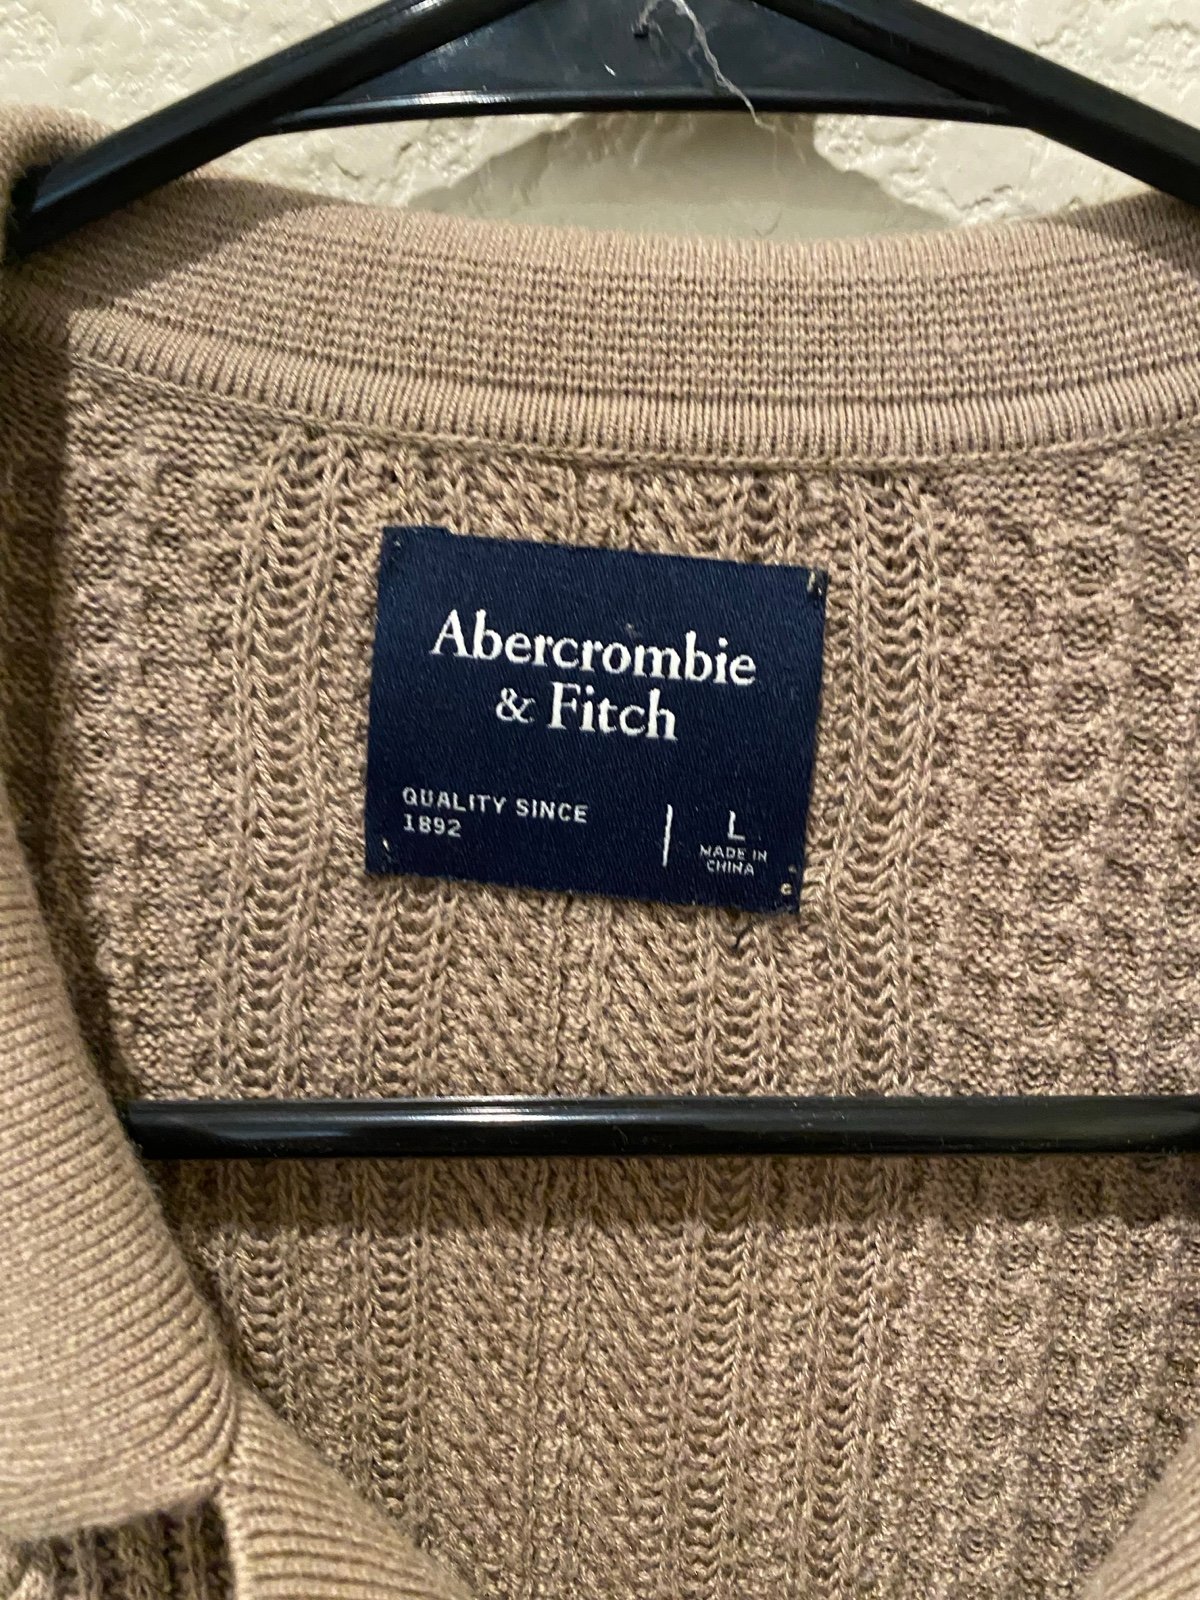 Abercrombie
& Fitch
QUALITY SINCE
1892
L
MADE IN
CHINA